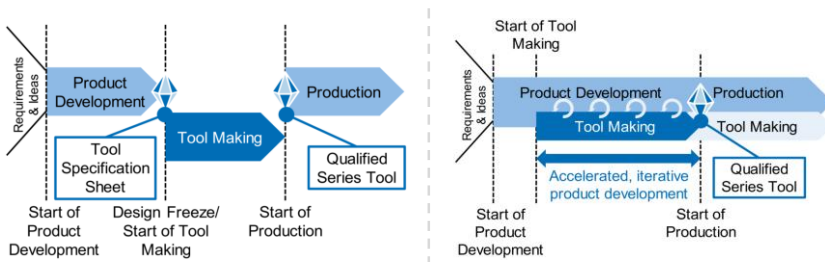 Requirements
& Ideas
Product
Development
Production
Tool Making
Tool
Specification
Sheet
Qualified
Series Tool
Start of
Product
Development
Design Freeze/
Start of Tool
Making
Start of
Production
Start of Tool
Making
Requirements
& Ideas
Product Development
Production
Tool Making
Tool Making
Accelerated, iterative
product development
Qualified
Series Tool
Start of
Product
Development
Start of
Production